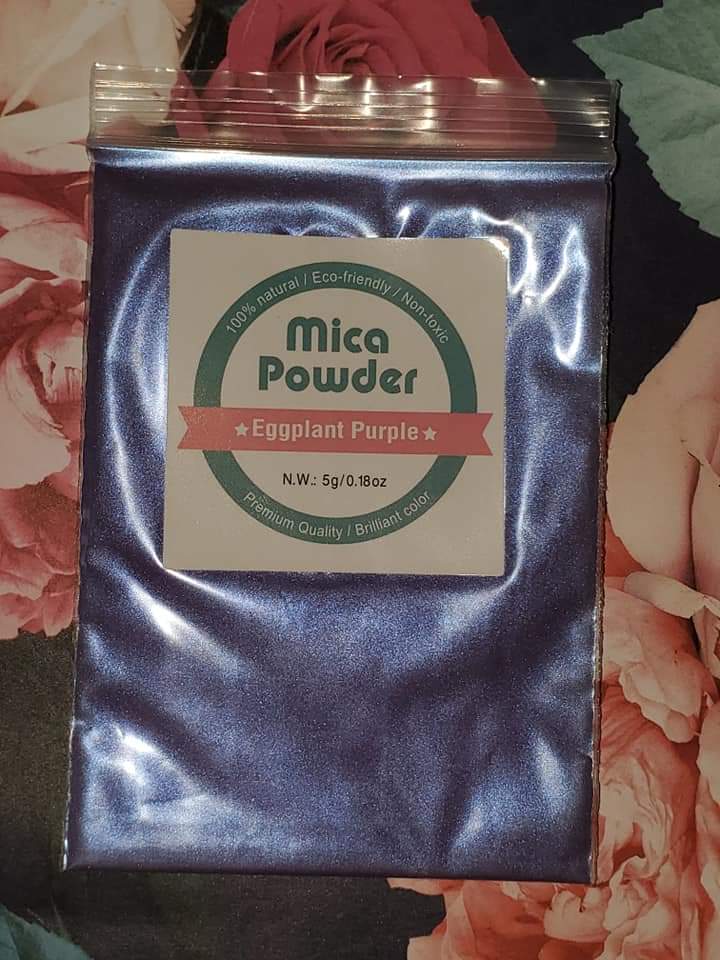 100% natural / Eco-friendly / Non-toxic
Mica
Powder
★Eggplant Purple★
N.W.: 5g/0.18oz
Premium Quality / Brilliant color